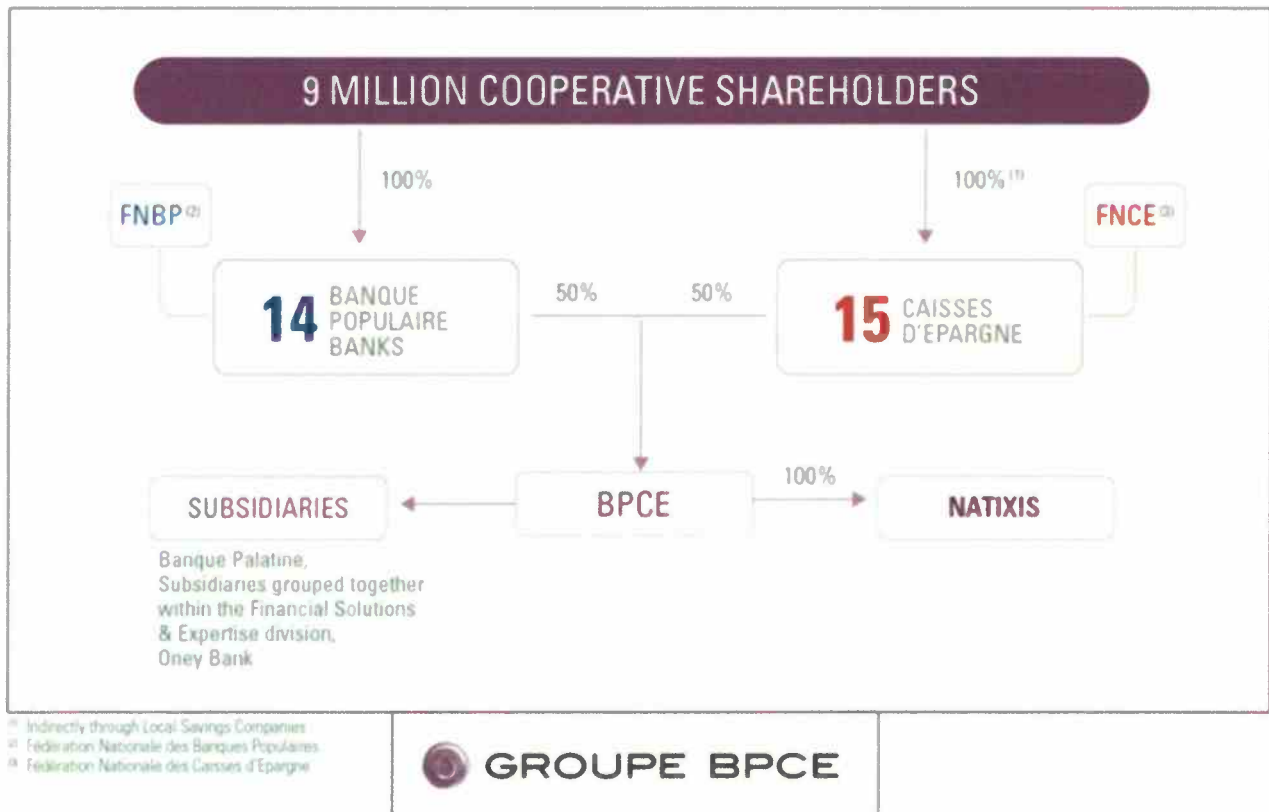 9 MILLION COOPERATIVE SHAREHOLDERS
100%
100% (1)
FNBP (2)
FNCE (3)
14 BANQUE
POPULAIRE
BANKS
50%
50%
15 CAISSES
D'EPARGNE
SUBSIDIARIES
BPCE
100%
NATIXIS
Banque Palatine,
Subsidiaries grouped together
within the Financial Solutions
& Expertise division,
Oney Bank
(1) Indirectly through Local Savings Companies
(2) Fédération Nationale des Banques Populaires
(3) Fédération Nationale des Caisses d'Epargne
GROUPE BPCE